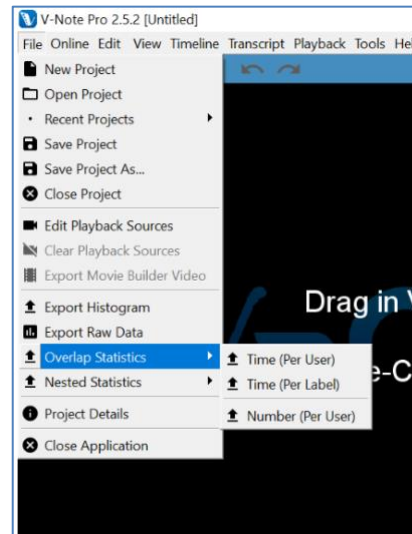 V-Note Pro 2.5.2 [Untitled]
File Online Edit View Timeline Transcript Playback Tools Hel
New Project
Open Project
Recent Projects
Save Project
Save Project As...
Close Project
Edit Playback Sources
Clear Playback Sources
Export Movie Builder Video
Export Histogram
Export Raw Data
Overlap Statistics
Nested Statistics
Project Details
Close Application
Time (Per User)
Time (Per Label)
Number (Per User)
Drag in V
e-C